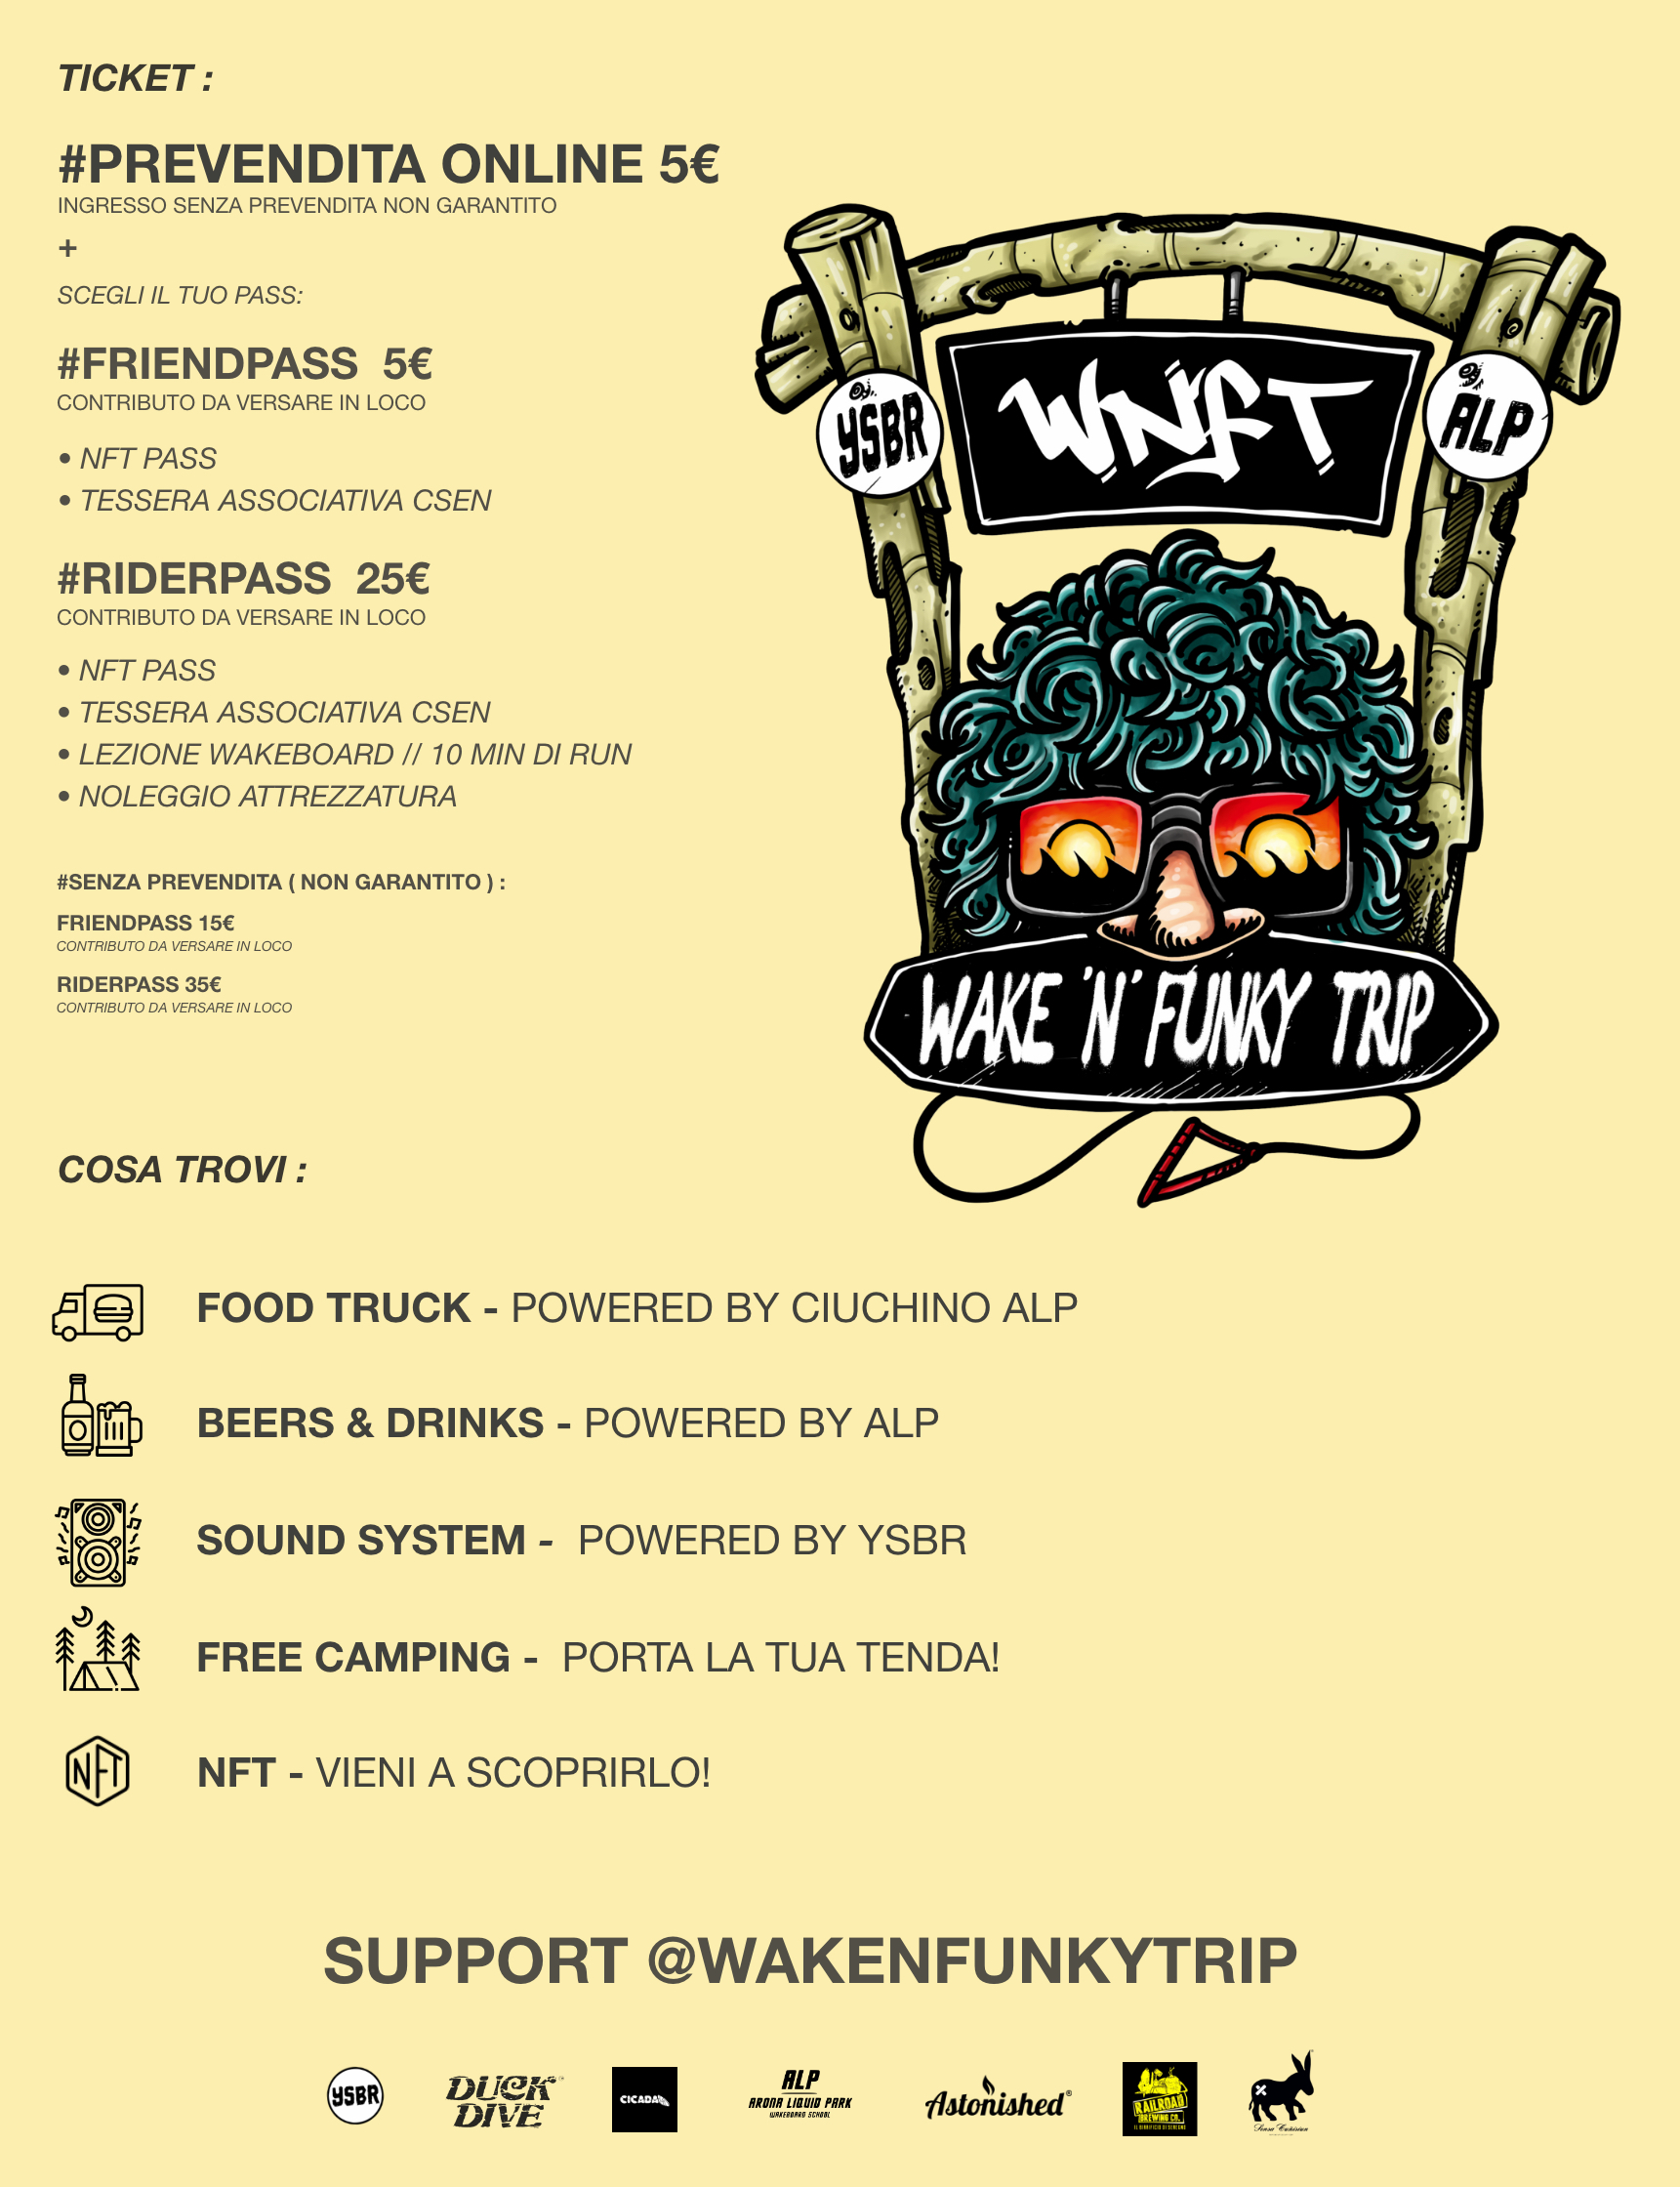 TICKET :
#PREVENDITA ONLINE 5€
INGRESSO SENZA PREVENDITA NON GARANTITO
+
SCEGLI IL TUO PASS:
#FRIENDPASS 5€
CONTRIBUTO DA VERSARE IN LOCO
• NFT PASS
• TESSERA ASSOCIATIVA CSEN
#RIDERPASS 25€
CONTRIBUTO DA VERSARE IN LOCO
• NFT PASS
• TESSERA ASSOCIATIVA CSEN
• LEZIONE WAKEBOARD // 10 MIN DI RUN
• NOLEGGIO ATTREZZATURA
#SENZA PREVENDITA ( NON GARANTITO ) :
FRIENDPASS 15€
CONTRIBUTO DA VERSARE IN LOCO
RIDERPASS 35€
CONTRIBUTO DA VERSARE IN LOCO
YSBR
WNFT
ALP
WAKE 'N' FUNKY TRIP
COSA TROVI :
FOOD TRUCK - POWERED BY CIUCHINO ALP
BEERS & DRINKS - POWERED BY ALP
SOUND SYSTEM - POWERED BY YSBR
FREE CAMPING - PORTA LA TUA TENDA!
NFT
NFT - VIENI A SCOPRIRLO!
SUPPORT @WAKENFUNKYTRIP
YSBR
DUCK
DIVE
CICADA
ALP
ARONA LIQUID PARK
WAKEBOARD SCHOOL
Astonished®
RAILROAD
BREWING CO.
IL BIRRIFICIO DI SEREGNO